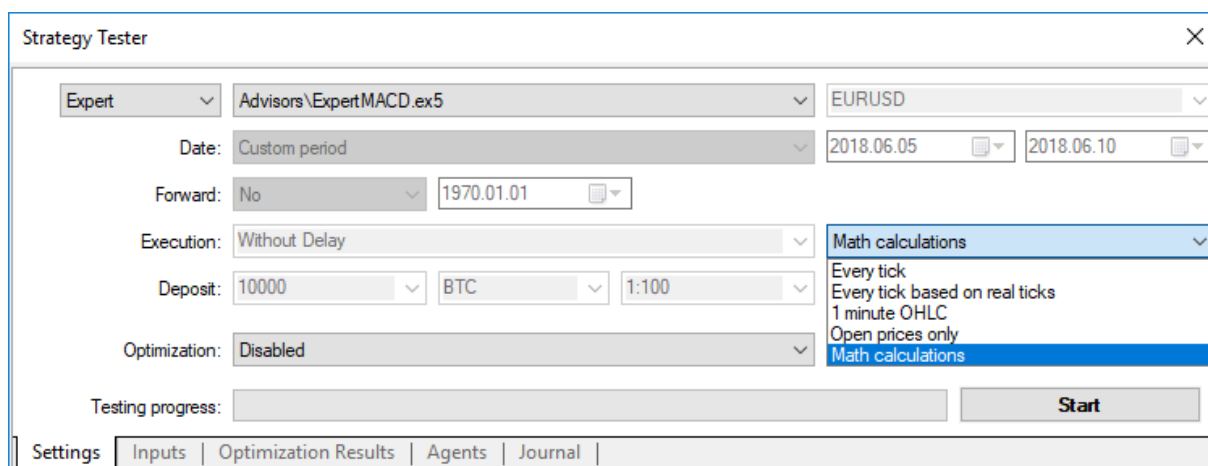 Strategy Tester
Expert Advisors\ExpertMACD.ex5 EURUSD
Date: Custom period 2018.06.05 2018.06.10
Forward: No 1970.01.01
Execution: Without Delay Math calculations
Every tick
Every tick based on real ticks
Deposit: 10000 BTC 1:100
1 minute OHLC
Open prices only
Optimization: Disabled
Math calculations
Testing progress: Start
Settings | Inputs | Optimization Results | Agents | Journal |